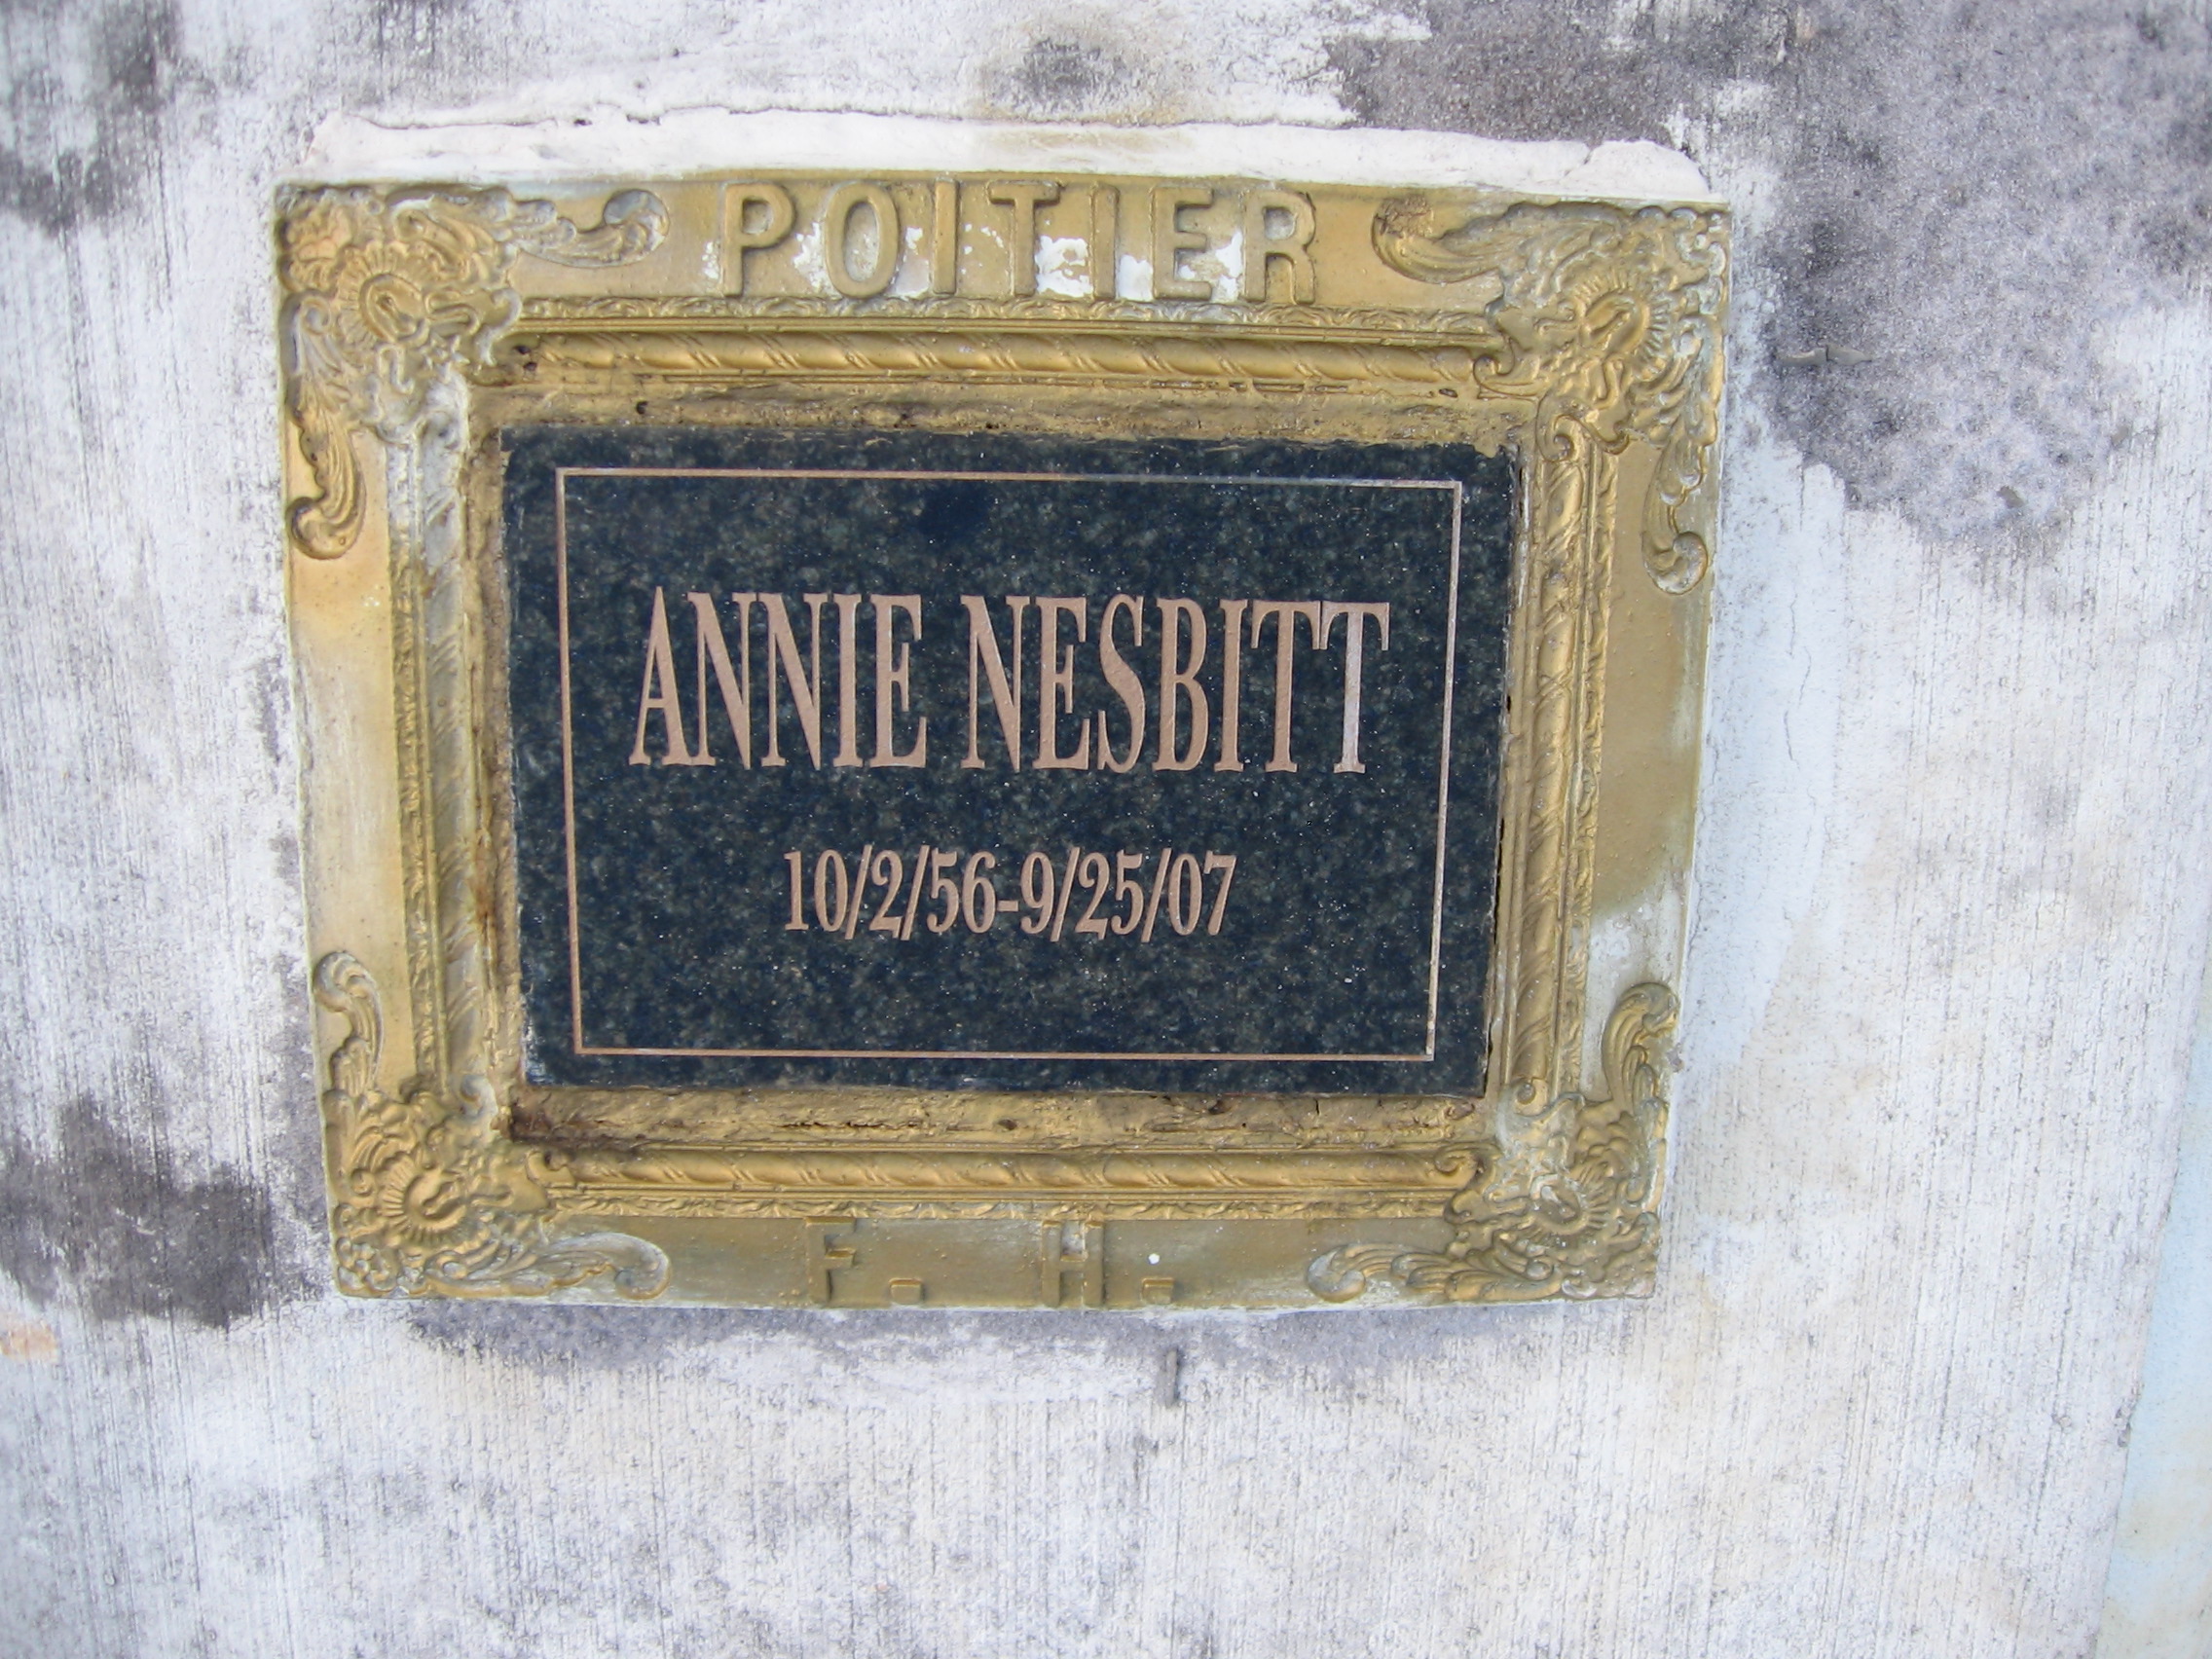 POITIER
ANNIE NESBITT
10/2/56-9/25/07
F. H.